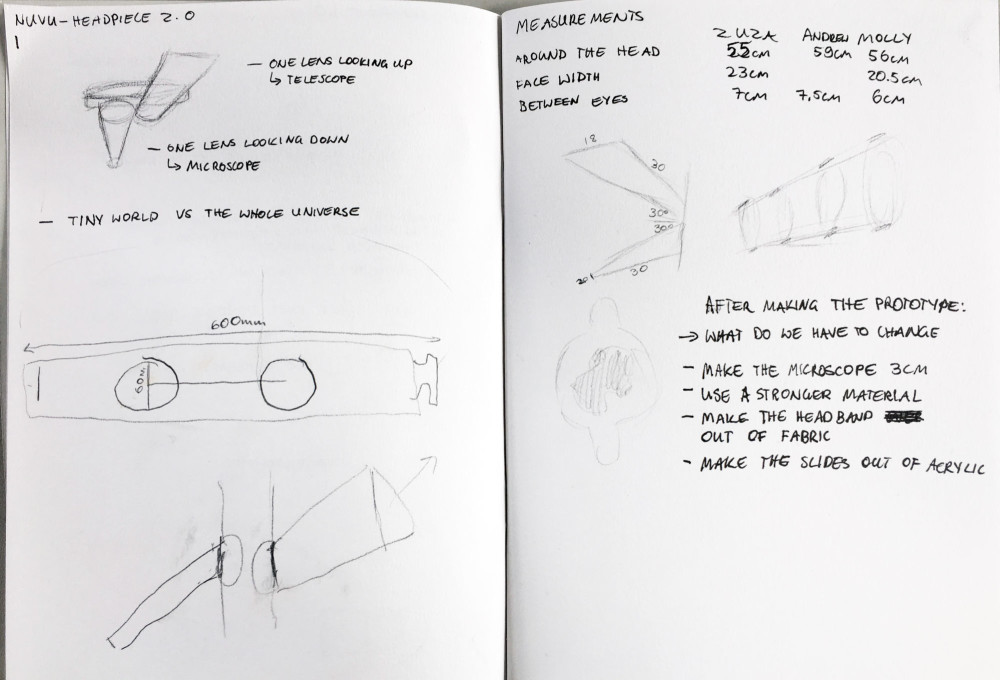 NUVU-HEADPIECE 2.0
1
— ONE LENS LOOKING UP
↳ TELESCOPE
— ONE LENS LOOKING DOWN
↳ MICROSCOPE
— TINY WORLD VS THE WHOLE UNIVERSE
600mm
60m
MEASUREMENTS
ZUZA ANDREW MOLLY
AROUND THE HEAD 55cm 59cm 56cm
FACE WIDTH 23cm 20.5cm
BETWEEN EYES 7cm 7,5cm 6cm
18
30
30°
30°
20
30
AFTER MAKING THE PROTOTYPE:
→ WHAT DO WE HAVE TO CHANGE
- MAKE THE MICROSCOPE 3CM
- USE A STRONGER MATERIAL
- MAKE THE HEADBAND
OUT OF FABRIC
- MAKE THE SLIDES OUT OF ACRYLIC